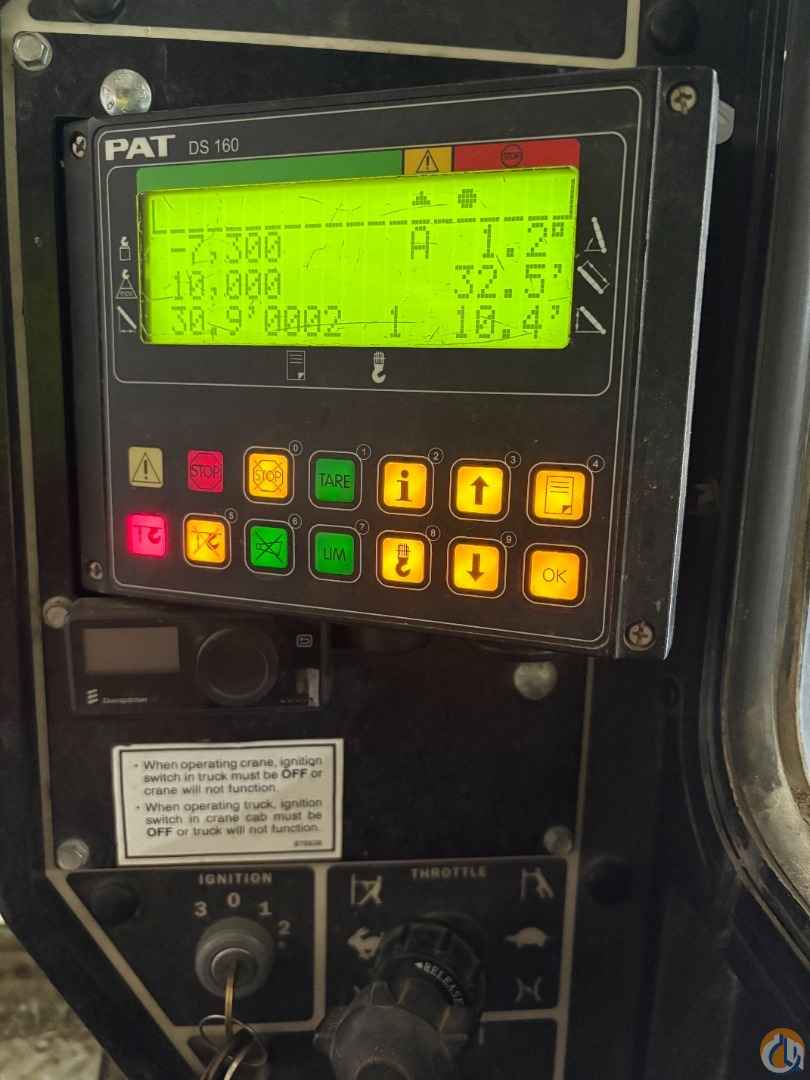 PAT DS 160
STOP
-2,300 A 1.2°
10,000 32.5'
30.9'0002 1 10.4'
0 1 2 3 4
STOP STOP TARE i
5 6 7 8 9
LIM OK
Eberspächer
• When operating crane, ignition
switch in truck must be OFF or
crane will not function.
• When operating truck, ignition
switch in crane cab must be
OFF or truck will not function.
IGNITION
3 0 1 2
THROTTLE
RELEASE